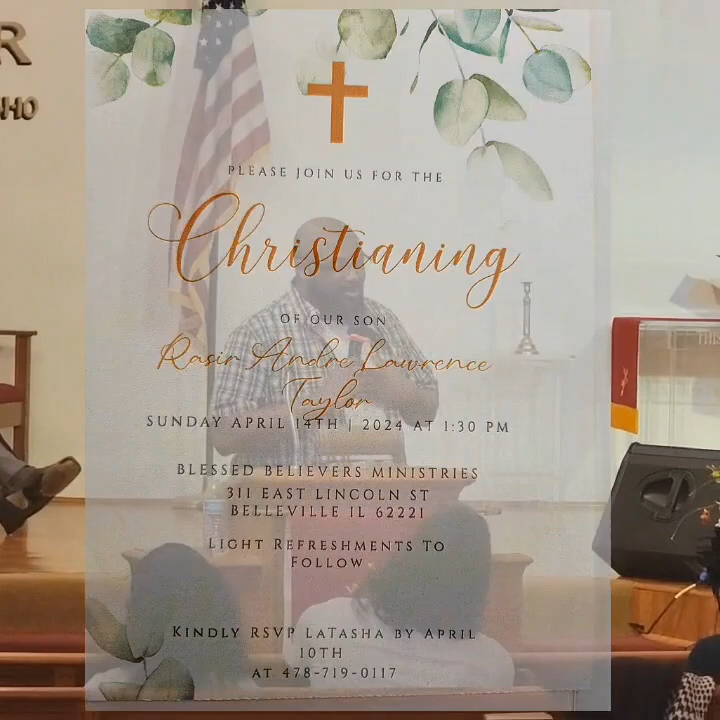 R
HO
PLEASE JOIN US FOR THE
Christianing
OF OUR SON
Rasir Andre Lawrence
Taylor
SUNDAY APRIL 14TH | 2024 AT 1:30 PM
BLESSED BELIEVERS MINISTRIES
311 EAST LINCOLN ST
BELLEVILLE IL 62221
LIGHT REFRESHMENTS TO
FOLLOW
KINDLY RSVP LATASHA BY APRIL
10TH
AT 478-719-0117